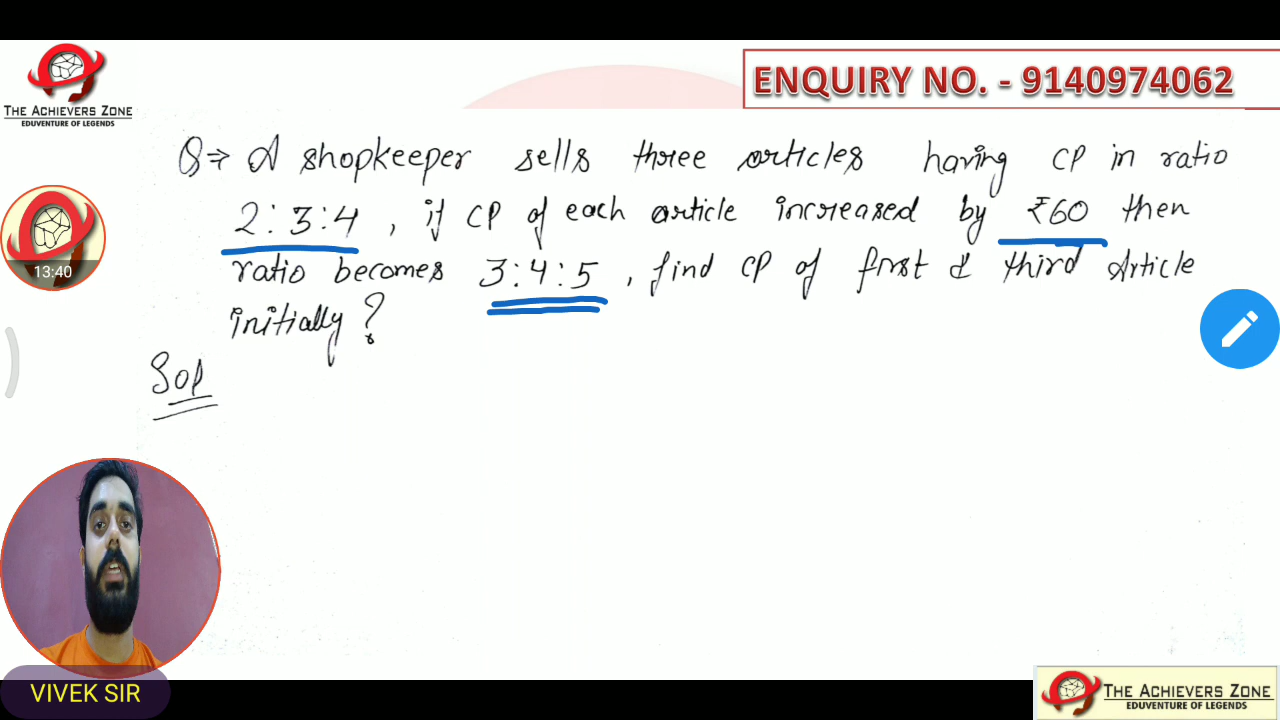 THE ACHIEVERS ZONE
EDUVENTURE OF LEGENDS
ENQUIRY NO. - 9140974062
Q⇒ A shopkeeper sells three articles having CP in ratio
2:3:4, if CP of each article increased by ₹60 then
ratio becomes 3:4:5, find CP of first & third Article
initially?
13:40
Sol
VIVEK SIR
THE ACHIEVERS ZONE
EDUVENTURE OF LEGENDS